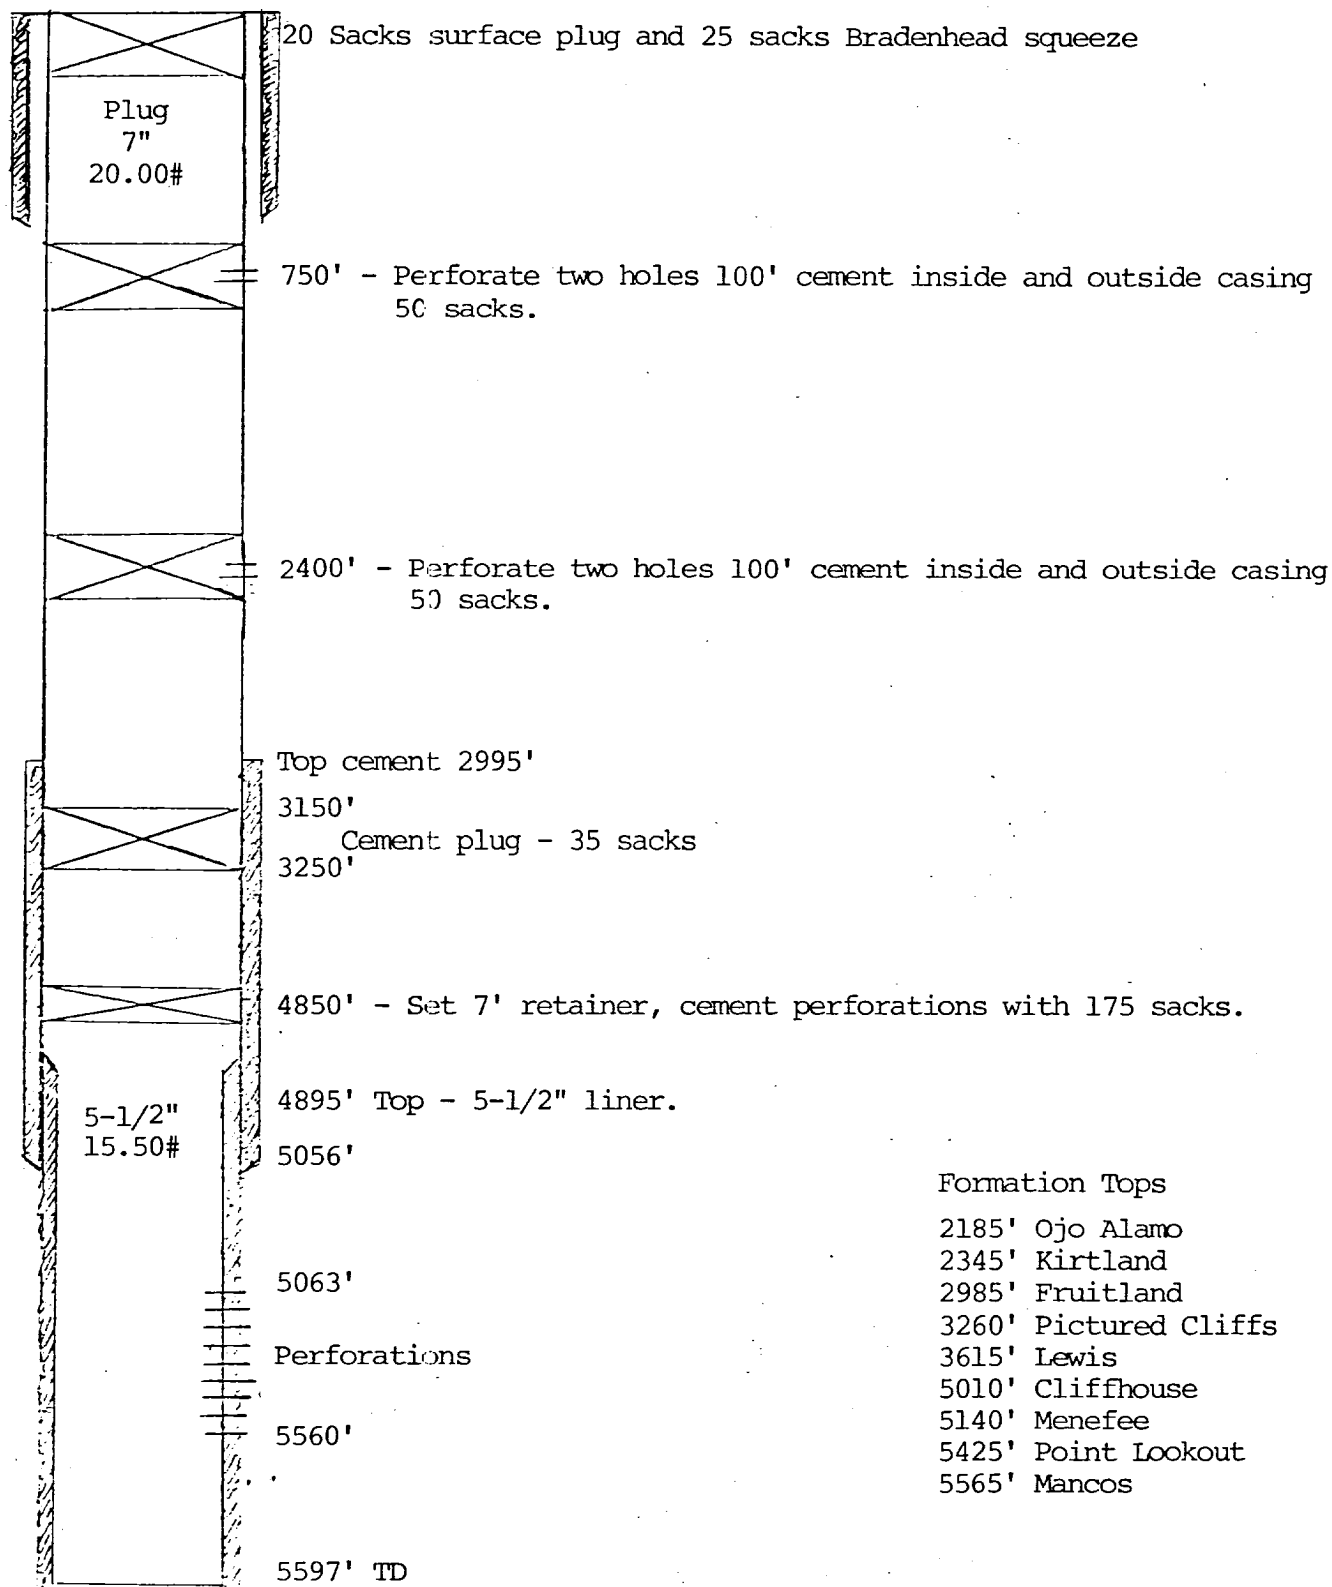 20 Sacks surface plug and 25 sacks Bradenhead squeeze
Plug
7"
20.00#
750' - Perforate two holes 100' cement inside and outside casing
50 sacks.
2400' - Perforate two holes 100' cement inside and outside casing
50 sacks.
Top cement 2995'
3150'
Cement plug - 35 sacks
3250'
4850' - Set 7' retainer, cement perforations with 175 sacks.
4895' Top - 5-1/2" liner.
5-1/2"
15.50#
5056'
5063'
Perforations
5560'
5597' TD
Formation Tops
2185' Ojo Alamo
2345' Kirtland
2985' Fruitland
3260' Pictured Cliffs
3615' Lewis
5010' Cliffhouse
5140' Menefee
5425' Point Lookout
5565' Mancos